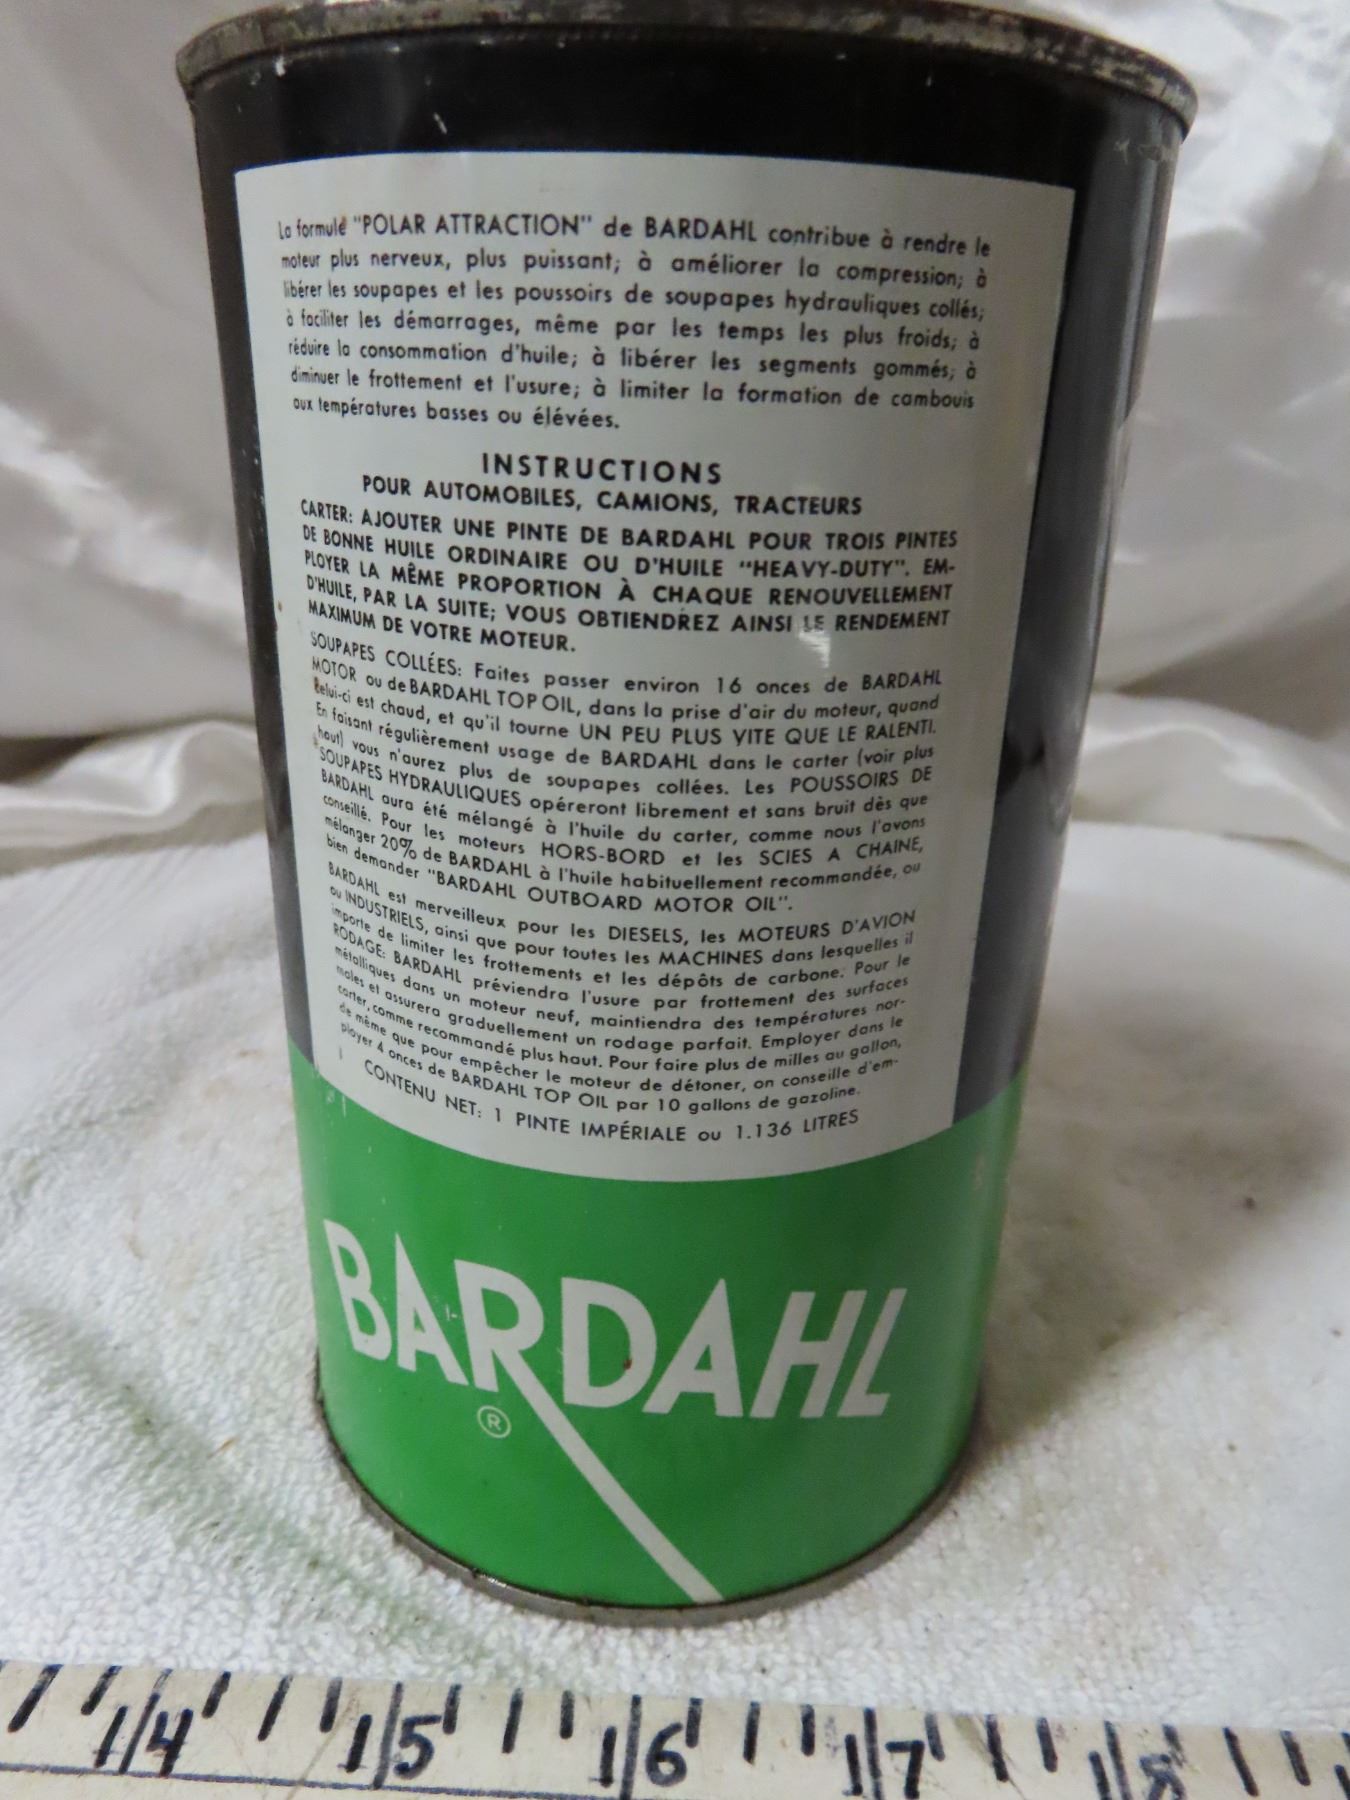 La formule "POLAR ATTRACTION" de BARDAHL contribue à rendre le
moteur plus nerveux, plus puissant; à améliorer la compression; à
libérer les soupapes et les poussoirs de soupapes hydrauliques collés;
à faciliter les démarrages, même par les temps les plus froids; à
réduire la consommation d'huile; à libérer les segments gommés; à
diminuer le frottement et l'usure; à limiter la formation de cambouis
aux températures basses ou élévées.
INSTRUCTIONS
POUR AUTOMOBILES, CAMIONS, TRACTEURS
CARTER: AJOUTER UNE PINTE DE BARDAHL POUR TROIS PINTES
DE BONNE HUILE ORDINAIRE OU D'HUILE "HEAVY-DUTY". EM-
PLOYER LA MÊME PROPORTION À CHAQUE RENOUVELLEMENT
D'HUILE, PAR LA SUITE; VOUS OBTIENDREZ AINSI LE RENDEMENT
MAXIMUM DE VOTRE MOTEUR.
SOUPAPES COLLÉES: Faites passer environ 16 onces de BARDAHL
MOTOR ou de BARDAHL TOP OIL, dans la prise d'air du moteur, quand
celui-ci est chaud, et qu'il tourne UN PEU PLUS VITE QUE LE RALENTI.
En faisant régulièrement usage de BARDAHL dans le carter (voir plus
haut) vous n'aurez plus de soupapes collées. Les POUSSOIRS DE
SOUPAPES HYDRAULIQUES opéreront librement et sans bruit dès que
BARDAHL aura été mélangé à l'huile du carter, comme nous l'avons
conseillé. Pour les moteurs HORS-BORD et les SCIES A CHAINE,
mélanger 20% de BARDAHL à l'huile habituellement recommandée, ou
bien demander "BARDAHL OUTBOARD MOTOR OIL".
BARDAHL est merveilleux pour les DIESELS, les MOTEURS D'AVION
ou INDUSTRIELS, ainsi que pour toutes les MACHINES dans lesquelles il
importe de limiter les frottements et les dépôts de carbone. Pour le
RODAGE: BARDAHL préviendra l'usure par frottement des surfaces
métalliques dans un moteur neuf, maintiendra des températures nor-
males et assurera graduellement un rodage parfait. Employer dans le
carter, comme recommandé plus haut. Pour faire plus de milles au gallon,
de même que pour empêcher le moteur de détoner, on conseille d'em-
ployer 4 onces de BARDAHL TOP OIL par 10 gallons de gazoline.
CONTENU NET: 1 PINTE IMPÉRIALE ou 1.136 LITRES
BARDAHL
®
1/4 1/5 1/6 1/7 1/8